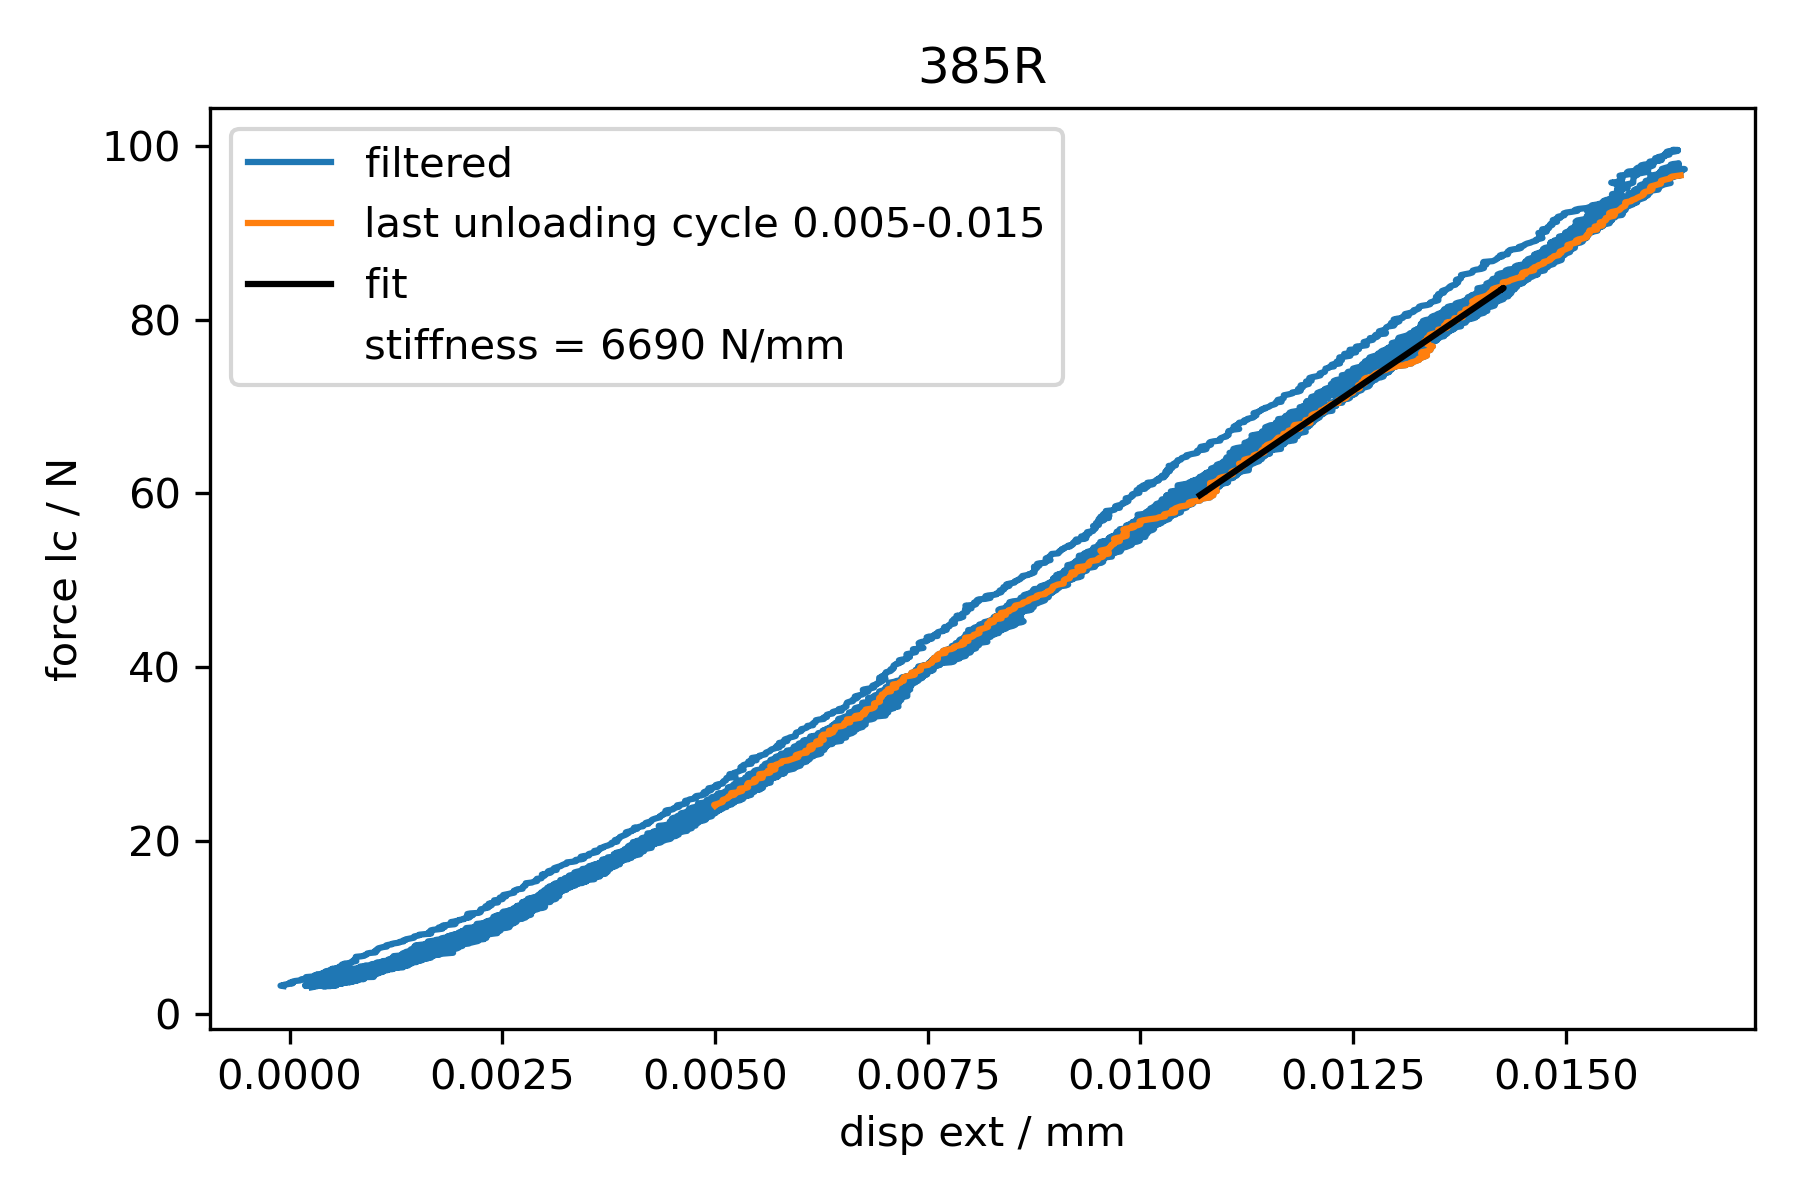 385R
filtered
last unloading cycle 0.005-0.015
fit
stiffness = 6690 N/mm
100
80
60
40
20
0
force lc / N
0.0000 0.0025 0.0050 0.0075 0.0100 0.0125 0.0150
disp ext / mm